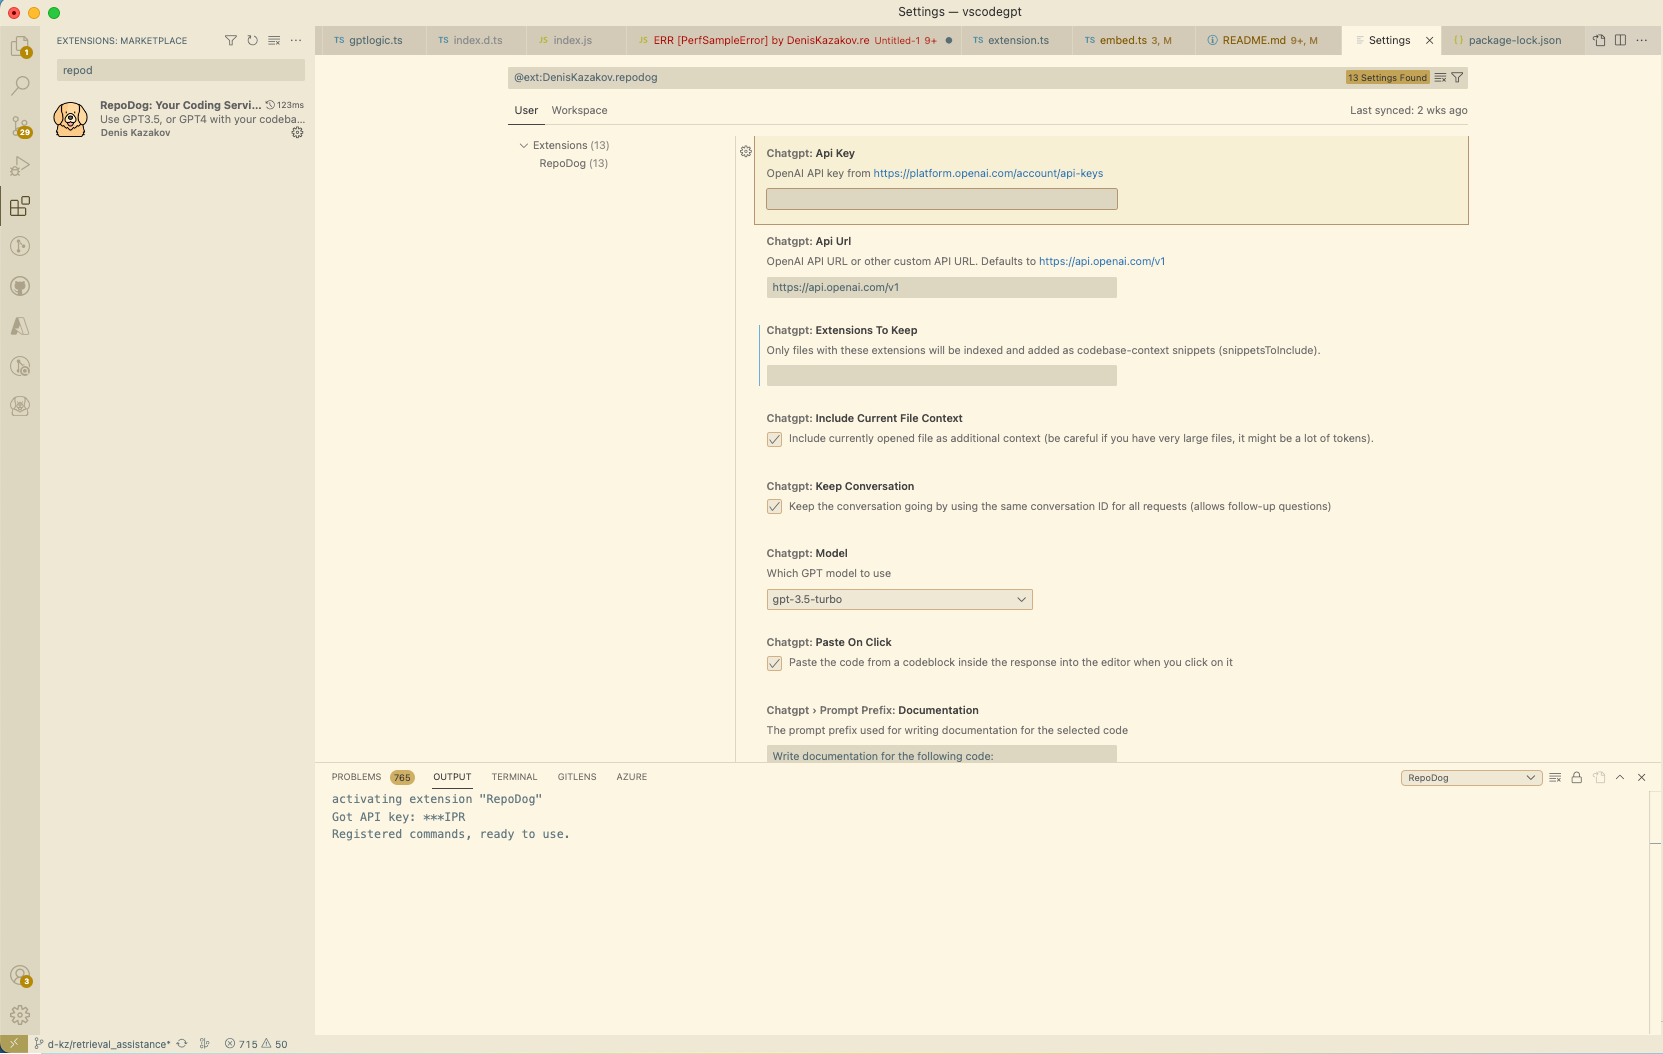 Settings — vscodegpt
EXTENSIONS: MARKETPLACE
repod
RepoDog: Your Coding Servi... 123ms
Use GPT3.5, or GPT4 with your codeba...
Denis Kazakov
1
29
3
TS gptlogic.ts
TS index.d.ts
JS index.js
JS ERR [PerfSampleError] by DenisKazakov.re Untitled-1 9+
TS extension.ts
TS embed.ts 3, M
README.md 9+, M
Settings
package-lock.json
@ext:DenisKazakov.repodog
13 Settings Found
User Workspace
Last synced: 2 wks ago
Extensions (13)
RepoDog (13)
Chatgpt: Api Key
OpenAI API key from https://platform.openai.com/account/api-keys
Chatgpt: Api Url
OpenAI API URL or other custom API URL. Defaults to https://api.openai.com/v1
https://api.openai.com/v1
Chatgpt: Extensions To Keep
Only files with these extensions will be indexed and added as codebase-context snippets (snippetsToInclude).
Chatgpt: Include Current File Context
Include currently opened file as additional context (be careful if you have very large files, it might be a lot of tokens).
Chatgpt: Keep Conversation
Keep the conversation going by using the same conversation ID for all requests (allows follow-up questions)
Chatgpt: Model
Which GPT model to use
gpt-3.5-turbo
Chatgpt: Paste On Click
Paste the code from a codeblock inside the response into the editor when you click on it
Chatgpt › Prompt Prefix: Documentation
The prompt prefix used for writing documentation for the selected code
Write documentation for the following code:
PROBLEMS 765 OUTPUT TERMINAL GITLENS AZURE
RepoDog
activating extension "RepoDog"
Got API key: ***IPR
Registered commands, ready to use.
d-kz/retrieval_assistance* 715 50